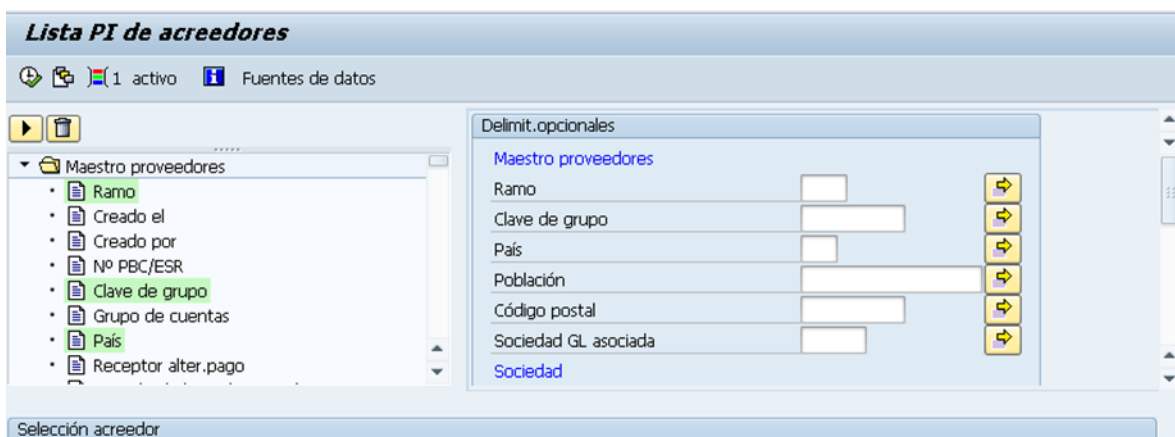 Lista PI de acreedores
1 activo Fuentes de datos
Maestro proveedores
Ramo
Creado el
Creado por
Nº PBC/ESR
Clave de grupo
Grupo de cuentas
País
Receptor alter.pago
Delimit.opcionales
Maestro proveedores
Ramo
Clave de grupo
País
Población
Código postal
Sociedad GL asociada
Sociedad
Selección acreedor